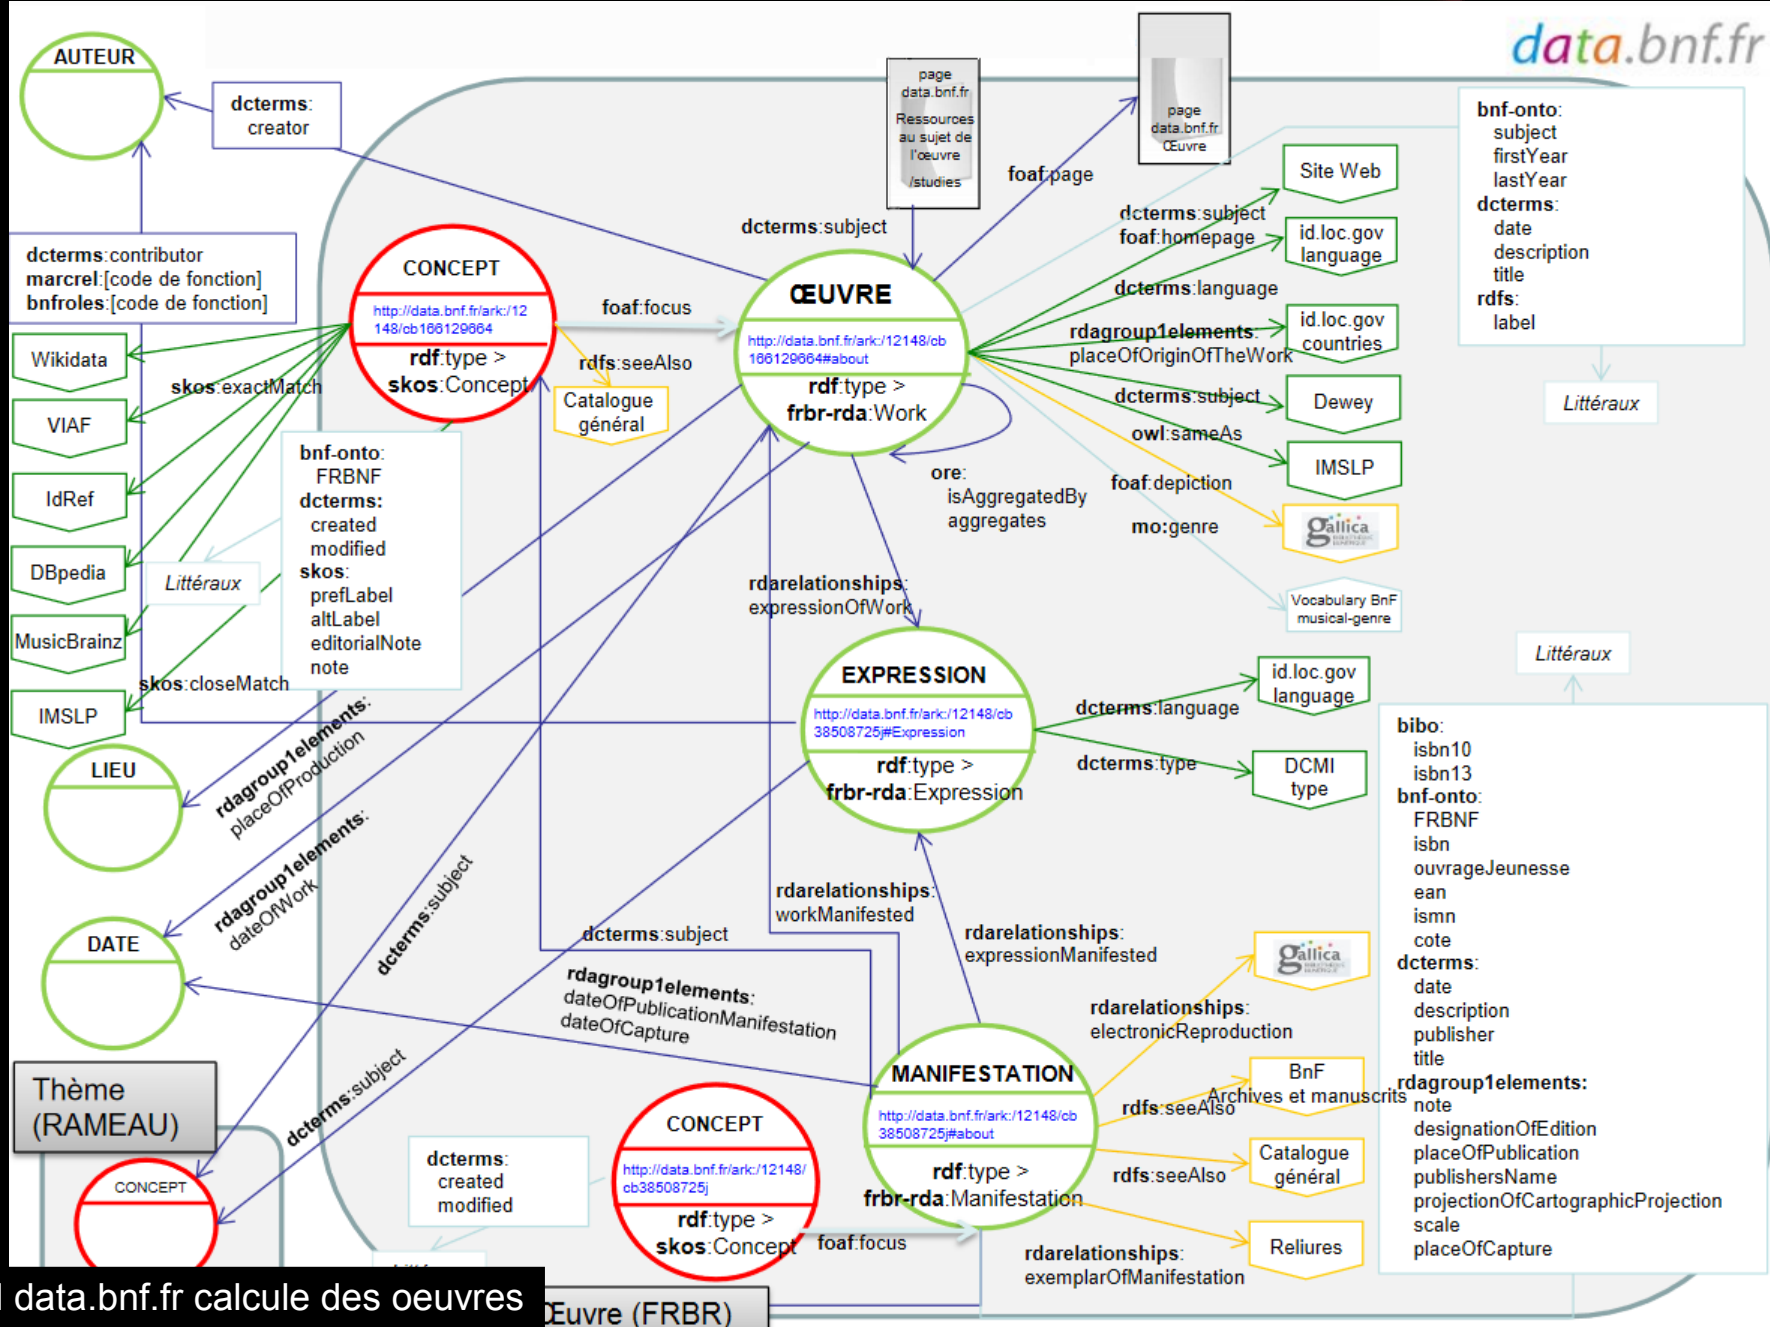 data.bnf.fr
AUTEUR
dcterms:
creator
page
data.bnf.fr
Ressources
au sujet de
l'œuvre
/studies
page
data.bnf.fr
Œuvre
foaf:page
dcterms:subject
bnf-onto:
subject
firstYear
lastYear
dcterms:
date
description
title
rdfs:
label
Littéraux
dcterms:contributor
marcrel:[code de fonction]
bnfroles:[code de fonction]
CONCEPT
http://data.bnf.fr/ark:/12
148/cb166129664
rdf:type >
skos:Concept
foaf:focus
rdfs:seeAlso
Catalogue
général
ŒUVRE
http://data.bnf.fr/ark:/12148/cb
166129664#about
rdf:type >
frbr-rda:Work
dcterms:subject
foaf:homepage
Site Web
id.loc.gov
language
dcterms:language
id.loc.gov
countries
rdagroup1elements:
placeOfOriginOfTheWork
dcterms:subject
Dewey
owl:sameAs
IMSLP
foaf:depiction
gallica
mo:genre
Vocabulary BnF
musical-genre
ore:
isAggregatedBy
aggregates
Wikidata
skos:exactMatch
VIAF
IdRef
DBpedia
MusicBrainz
IMSLP
skos:closeMatch
Littéraux
bnf-onto:
FRBNF
dcterms:
created
modified
skos:
prefLabel
altLabel
editorialNote
note
rdarelationships:
expressionOfWork
EXPRESSION
http://data.bnf.fr/ark:/12148/cb
38508725j#Expression
rdf:type >
frbr-rda:Expression
dcterms:language
id.loc.gov
language
dcterms:type
DCMI
type
Littéraux
bibo:
isbn10
isbn13
bnf-onto:
FRBNF
isbn
ouvrageJeunesse
ean
ismn
cote
dcterms:
date
description
publisher
title
rdagroup1elements:
note
designationOfEdition
placeOfPublication
publishersName
projectionOfCartographicProjection
scale
placeOfCapture
LIEU
rdagroup1elements:
placeOfProduction
rdagroup1elements:
dateOfWork
DATE
dcterms:subject
dcterms:subject
rdarelationships:
workManifested
rdarelationships:
expressionManifested
rdagroup1elements:
dateOfPublicationManifestation
dateOfCapture
gallica
rdarelationships:
electronicReproduction
MANIFESTATION
http://data.bnf.fr/ark:/12148/cb
38508725j#about
rdf:type >
frbr-rda:Manifestation
BnF
Archives et manuscrits
rdfs:seeAlso
Catalogue
général
rdfs:seeAlso
Reliures
rdarelationships:
exemplarOfManifestation
Thème
(RAMEAU)
dcterms:subject
CONCEPT
dcterms:
created
modified
CONCEPT
http://data.bnf.fr/ark:/12148/
cb38508725j
rdf:type >
skos:Concept
foaf:focus
data.bnf.fr calcule des oeuvres
Œuvre (FRBR)